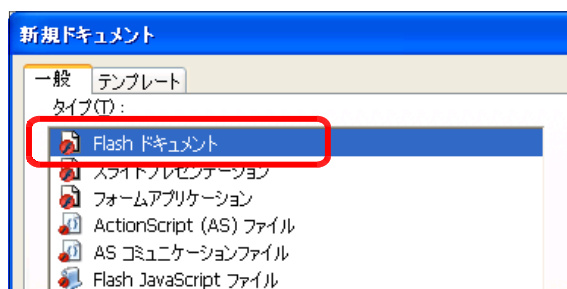 新規ドキュメント
一般 テンプレート
タイプ(T):
Flash ドキュメント
スライドプレゼンテーション
フォームアプリケーション
ActionScript (AS) ファイル
AS コミュニケーションファイル
Flash JavaScript ファイル